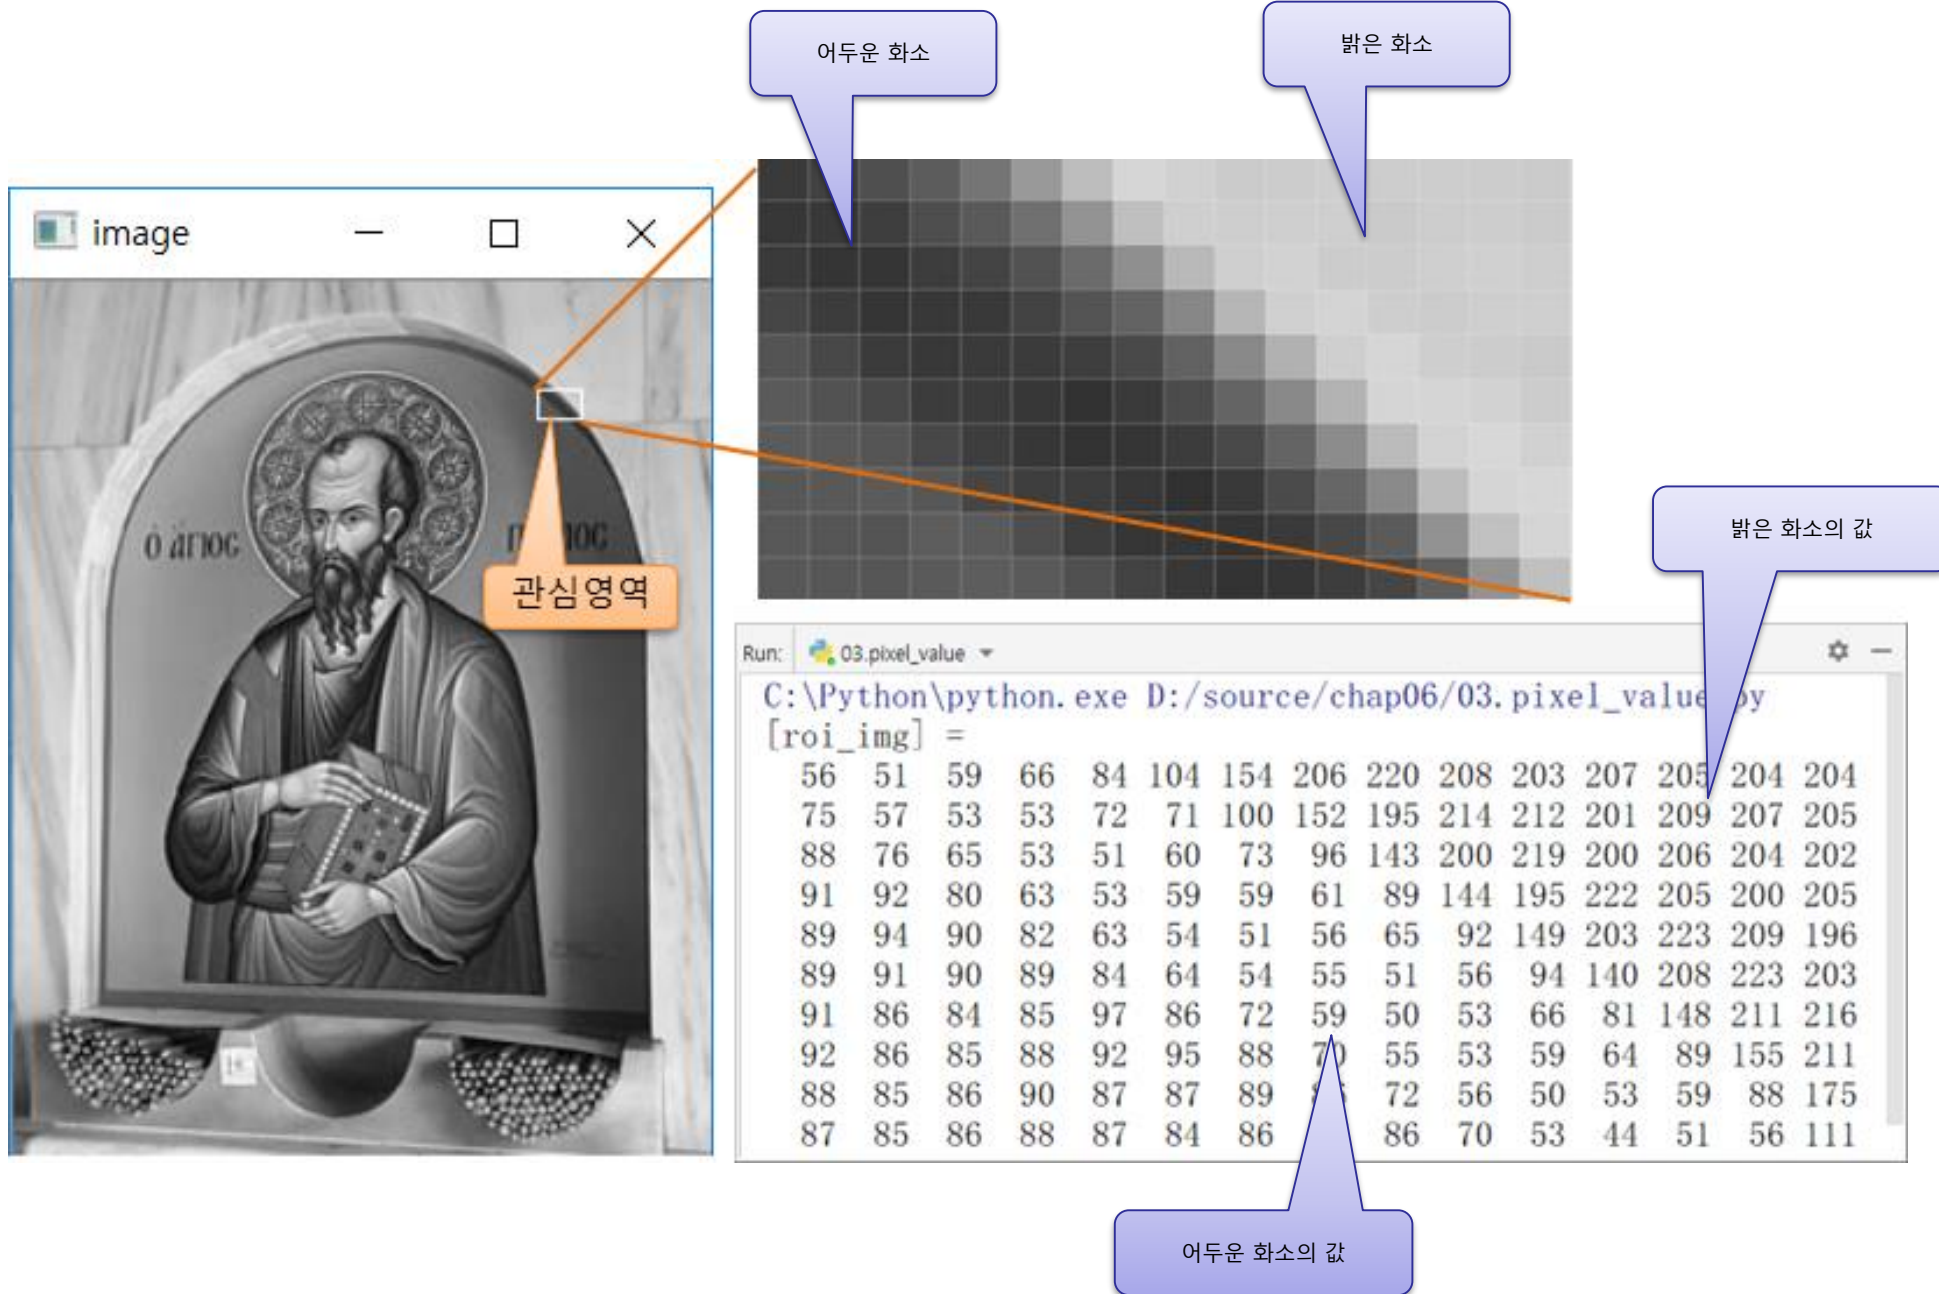 어두운 화소
밝은 화소
image
ὁ ἅγιος
관심영역
밝은 화소의 값
Run: 03.pixel_value
C:\Python\python.exe D:/source/chap06/03.pixel_value.py
[roi_img] =
56 51 59 66 84 104 154 206 220 208 203 207 205 204 204
75 57 53 53 72 71 100 152 195 214 212 201 209 207 205
88 76 65 53 51 60 73 96 143 200 219 200 206 204 202
91 92 80 63 53 59 59 61 89 144 195 222 205 200 205
89 94 90 82 63 54 51 56 65 92 149 203 223 209 196
89 91 90 89 84 64 54 55 51 56 94 140 208 223 203
91 86 84 85 97 86 72 59 50 53 66 81 148 211 216
92 86 85 88 92 95 88 70 55 53 59 64 89 155 211
88 85 86 90 87 87 89 72 56 50 53 59 88 175
87 85 86 88 87 84 86 86 70 53 44 51 56 111
어두운 화소의 값